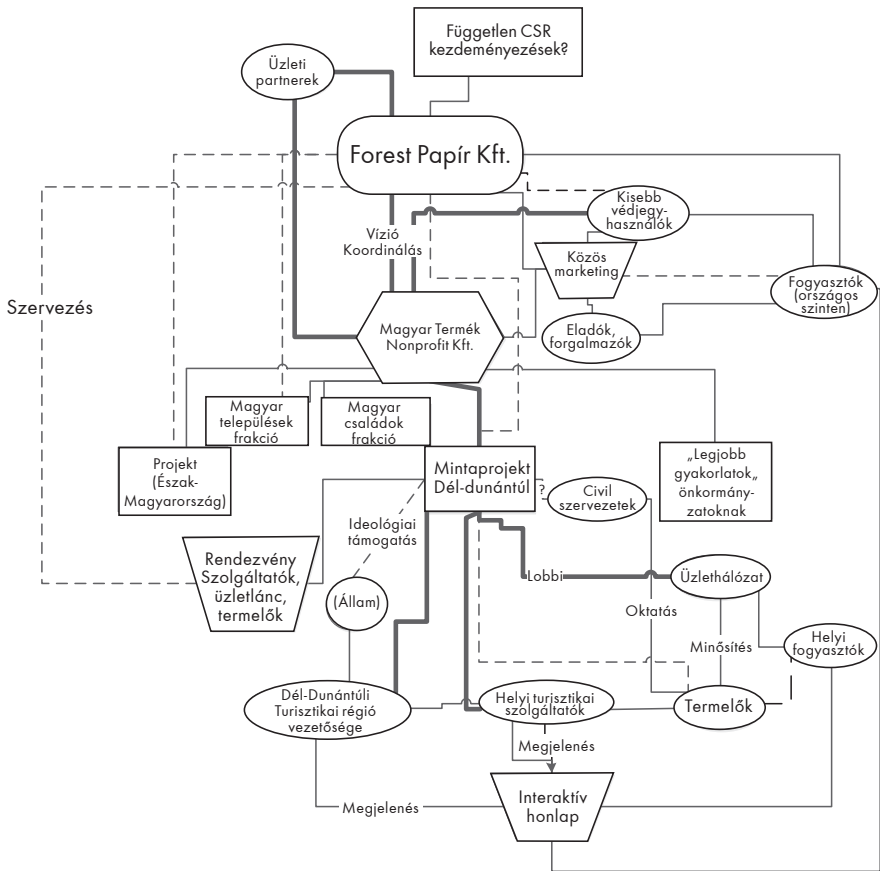 Független CSR
kezdeményezések?
Üzleti
partnerek
Forest Papír Kft.
Kisebb
védjegy-
használók
Vízió
Koordinálás
Közös
marketing
Fogyasztók
(országos
szinten)
Szervezés
Magyar Termék
Nonprofit Kft.
Eladók,
forgalmazók
Magyar
települések
frakció
Magyar
családok
frakció
Projekt
(Észak-
Magyarország)
Mintaprojekt
Dél-dunántúl
?
Civil
szervezetek
„Legjobb
gyakorlatok„
önkormány-
zatoknak
Ideológiai
támogatás
Rendezvény
Szolgáltatók,
üzletlánc,
termelők
Lobbi
Üzlethálózat
(Állam)
Oktatás
Minősítés
Helyi
fogyasztók
Dél-Dunántúli
Turisztikai régió
vezetősége
Helyi turisztikai
szolgáltatók
Termelők
Megjelenés
Interaktív
honlap
Megjelenés